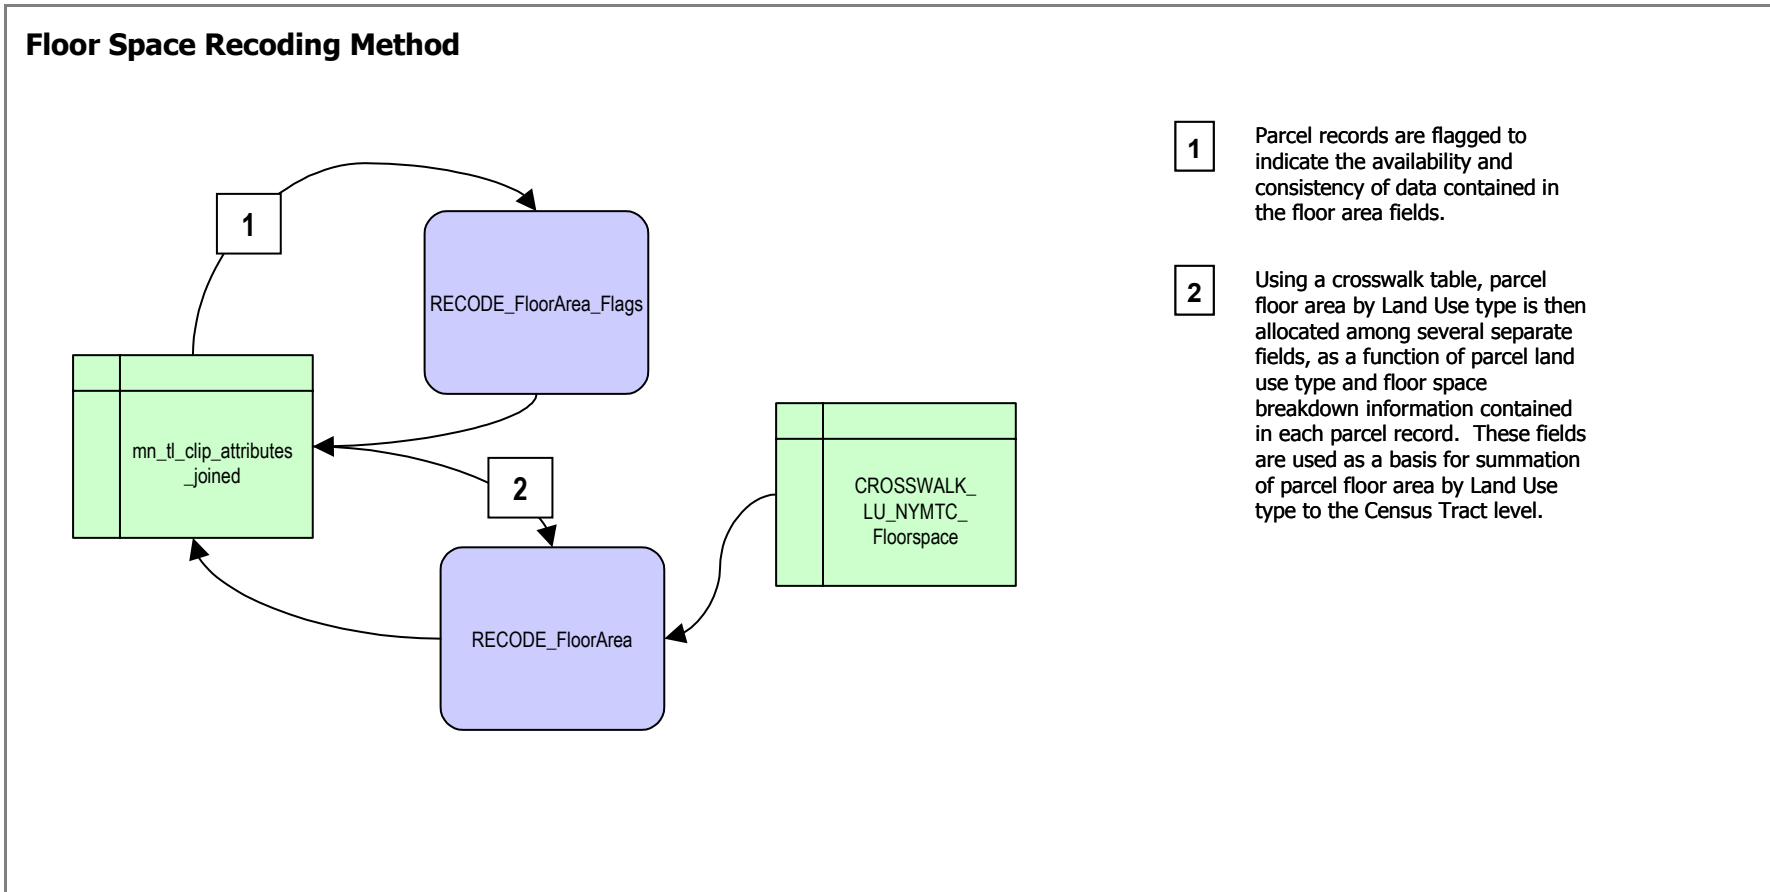 Floor Space Recoding Method
1
RECODE_FloorArea_Flags
mn_tl_clip_attributes
_joined
2
CROSSWALK_
LU_NYMTC_
Floorspace
RECODE_FloorArea
1
Parcel records are flagged to
indicate the availability and
consistency of data contained in
the floor area fields.
2
Using a crosswalk table, parcel
floor area by Land Use type is then
allocated among several separate
fields, as a function of parcel land
use type and floor space
breakdown information contained
in each parcel record.  These fields
are used as a basis for summation
of parcel floor area by Land Use
type to the Census Tract level.